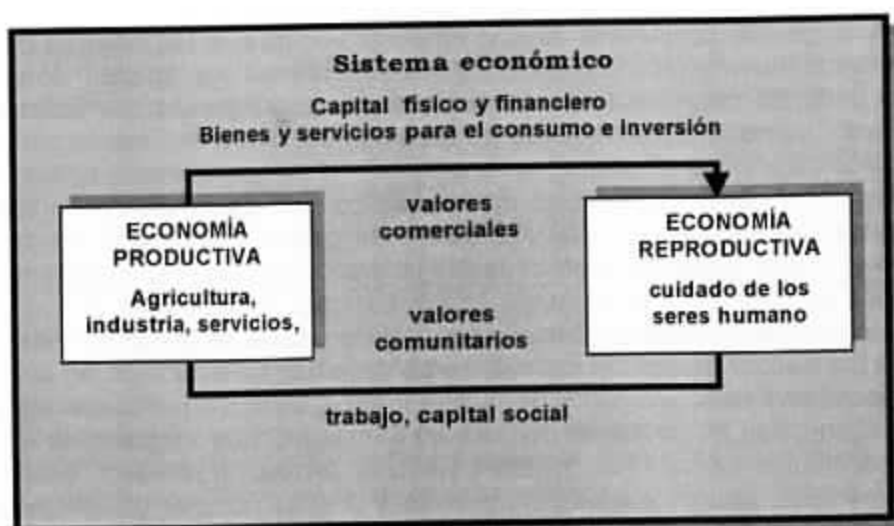 Sistema económico
Capital físico y financiero
Bienes y servicios para el consumo e inversión
ECONOMÍA
PRODUCTIVA
Agricultura,
industria, servicios,
valores
comerciales
valores
comunitarios
ECONOMÍA
REPRODUCTIVA
cuidado de los
seres humano
trabajo, capital social